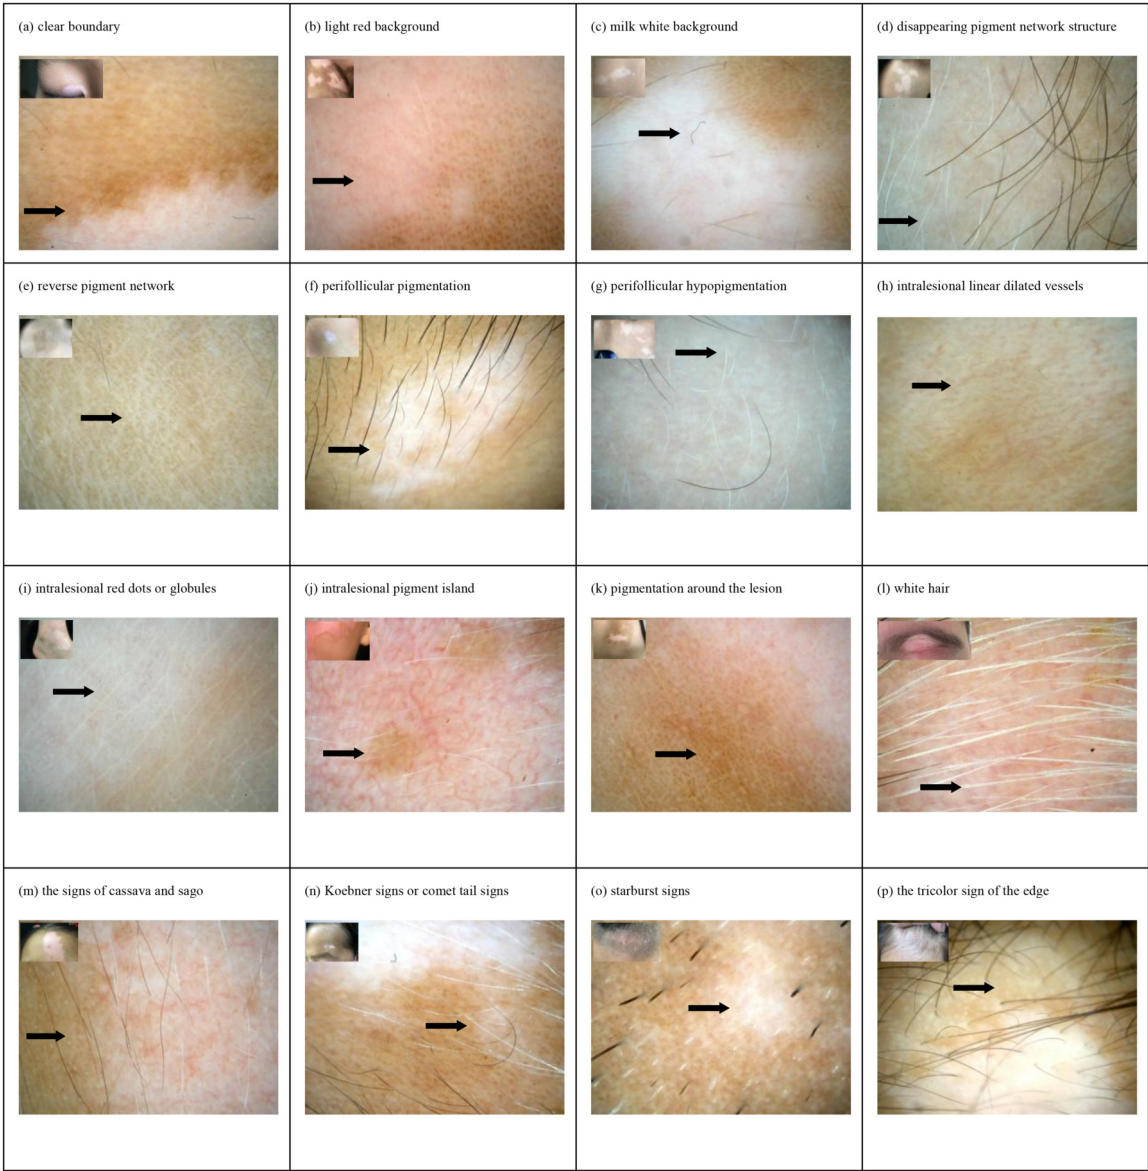 (a) clear boundary
(b) light red background
(c) milk white background
(d) disappearing pigment network structure
(e) reverse pigment network
(f) perifollicular pigmentation
(g) perifollicular hypopigmentation
(h) intralesional linear dilated vessels
(i) intralesional red dots or globules
(j) intralesional pigment island
(k) pigmentation around the lesion
(l) white hair
(m) the signs of cassava and sago
(n) Koebner signs or comet tail signs
(o) starburst signs
(p) the tricolor sign of the edge